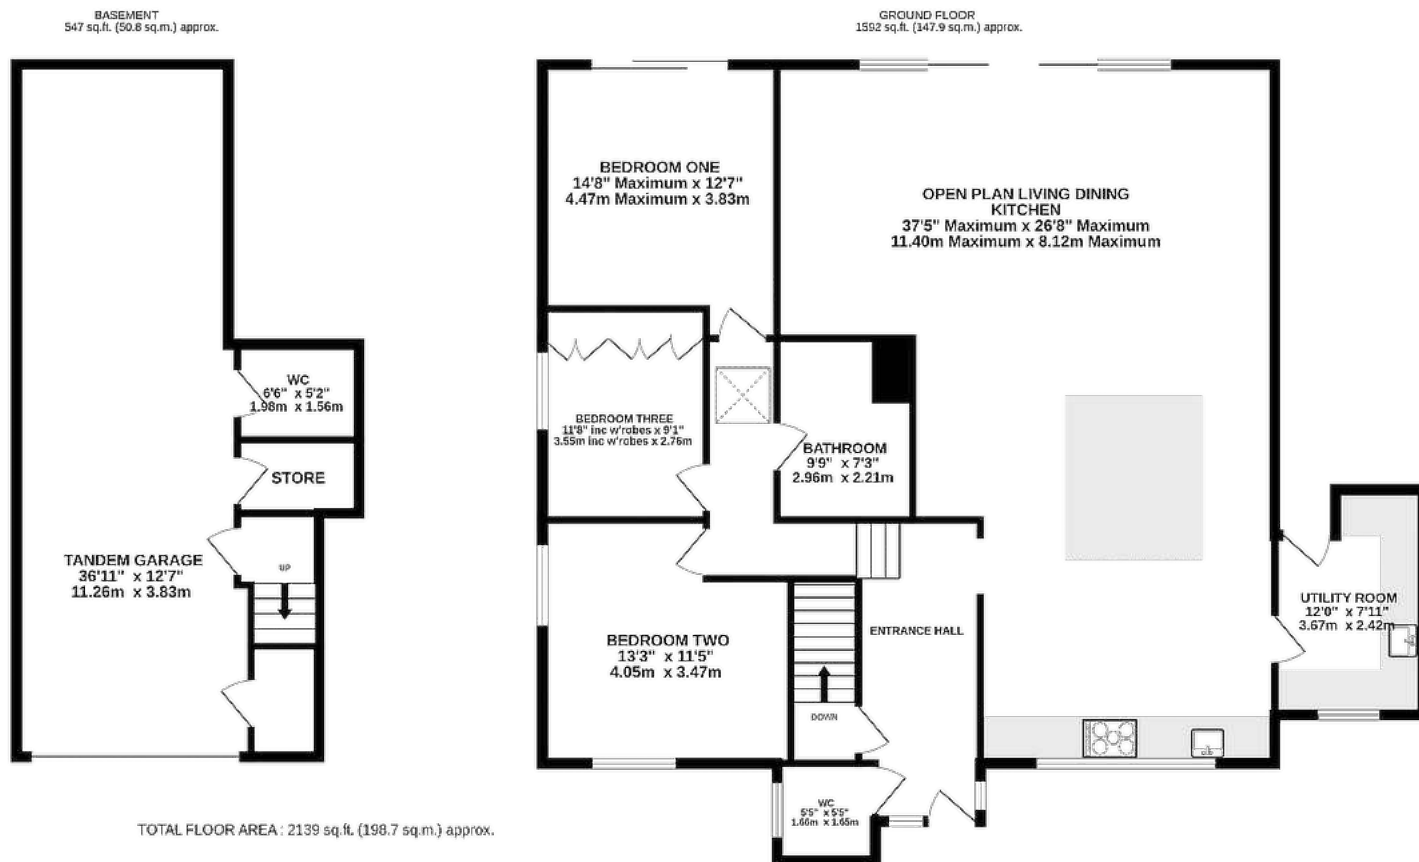 BASEMENT
547 sq.ft. (50.8 sq.m.) approx.
GROUND FLOOR
1592 sq.ft. (147.9 sq.m.) approx.
WC
6'6" x 5'2"
1.98m x 1.56m
STORE
TANDEM GARAGE
36'11" x 12'7"
11.26m x 3.83m
UP
BEDROOM ONE
14'8" Maximum x 12'7"
4.47m Maximum x 3.83m
OPEN PLAN LIVING DINING
KITCHEN
37'5" Maximum x 26'8" Maximum
11.40m Maximum x 8.12m Maximum
BEDROOM THREE
11'8" inc w'robes x 9'1"
3.55m inc w'robes x 2.76m
BATHROOM
9'9" x 7'3"
2.96m x 2.21m
BEDROOM TWO
13'3" x 11'5"
4.05m x 3.47m
ENTRANCE HALL
DOWN
UTILITY ROOM
12'0" x 7'11"
3.67m x 2.42m
WC
5'5" x 5'5"
1.66m x 1.65m
TOTAL FLOOR AREA : 2139 sq.ft. (198.7 sq.m.) approx.